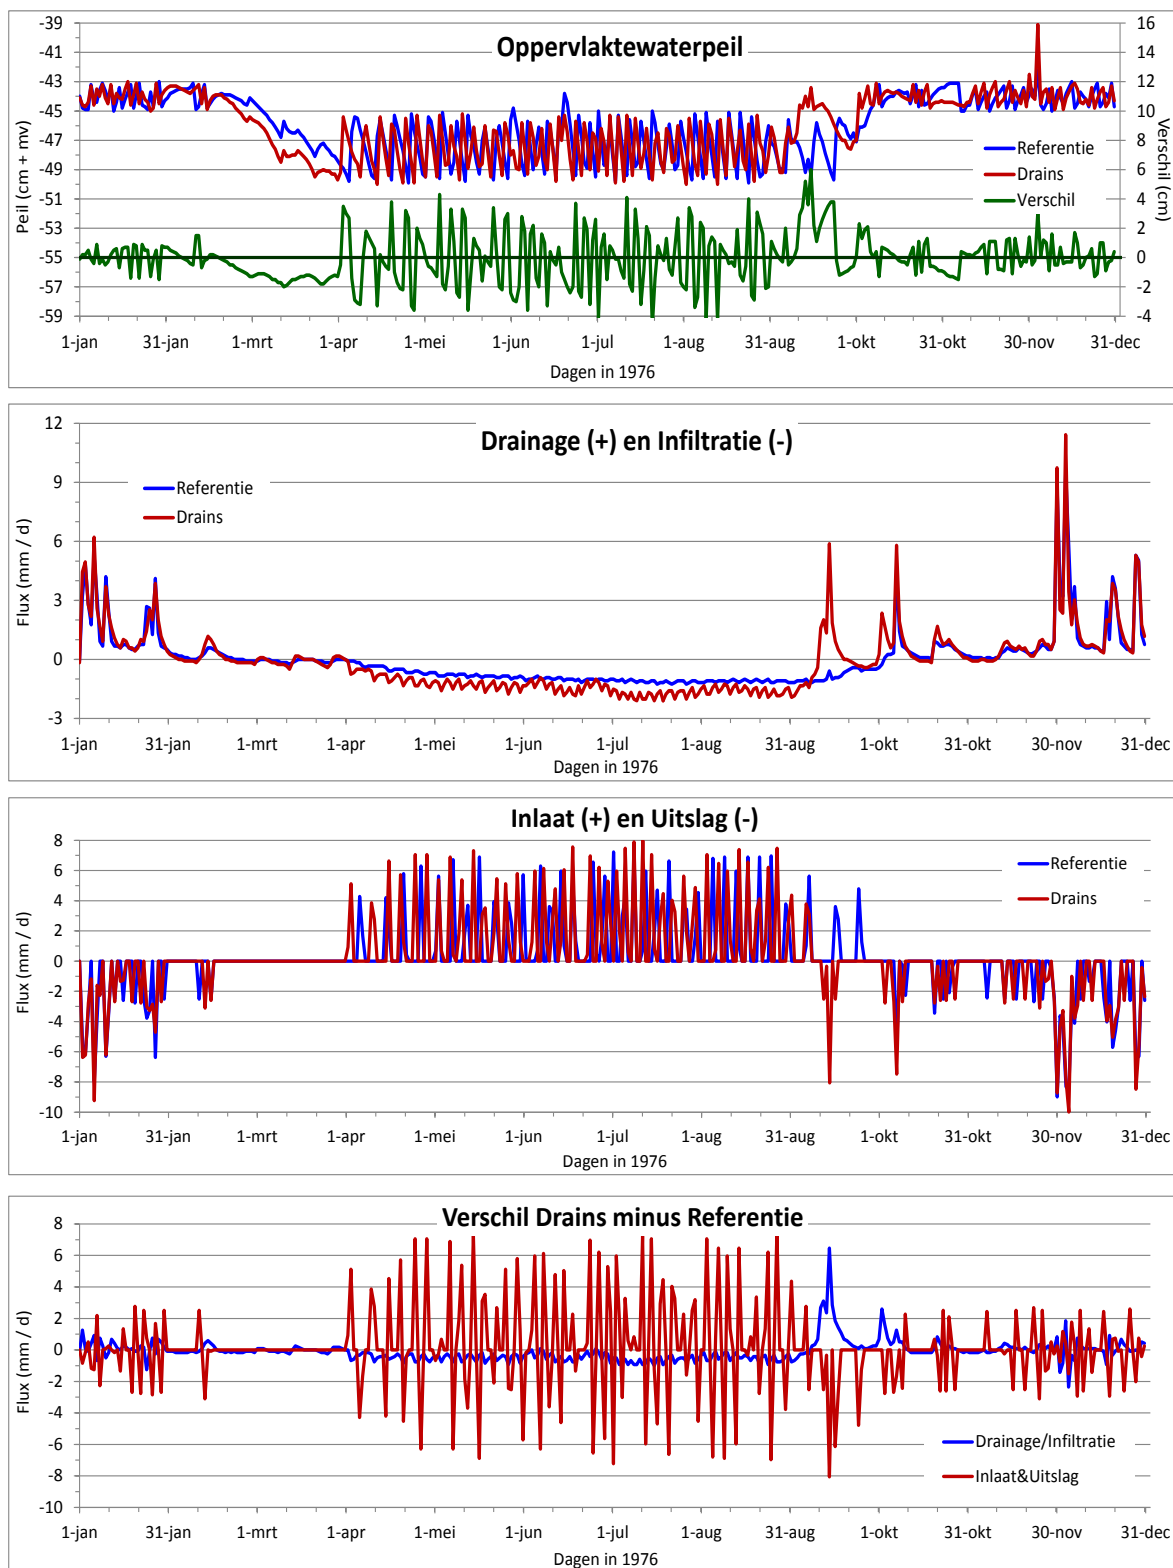 Oppervlaktewaterpeil
Peil (cm + mv)
-39
-41
-43
-45
-47
-49
-51
-53
-55
-57
-59
16
14
12
10
8
6
4
2
0
-2
-4
Verschil (cm)
Referentie
Drains
Verschil
1-jan 31-jan 1-mrt 1-apr 1-mei 1-jun 1-jul 1-aug 31-aug 1-okt 31-okt 30-nov 31-dec
Dagen in 1976
Drainage (+) en Infiltratie (-)
Flux (mm / d)
12
9
6
3
0
-3
Referentie
Drains
1-jan 31-jan 1-mrt 1-apr 1-mei 1-jun 1-jul 1-aug 31-aug 1-okt 31-okt 30-nov 31-dec
Dagen in 1976
Inlaat (+) en Uitslag (-)
Flux (mm / d)
8
6
4
2
0
-2
-4
-6
-8
-10
Referentie
Drains
1-jan 31-jan 1-mrt 1-apr 1-mei 1-jun 1-jul 1-aug 31-aug 1-okt 31-okt 30-nov 31-dec
Dagen in 1976
Verschil Drains minus Referentie
Flux (mm / d)
8
6
4
2
0
-2
-4
-6
-8
-10
Drainage/Infiltratie
Inlaat&Uitslag
1-jan 31-jan 1-mrt 1-apr 1-mei 1-jun 1-jul 1-aug 31-aug 1-okt 31-okt 30-nov 31-dec
Dagen in 1976